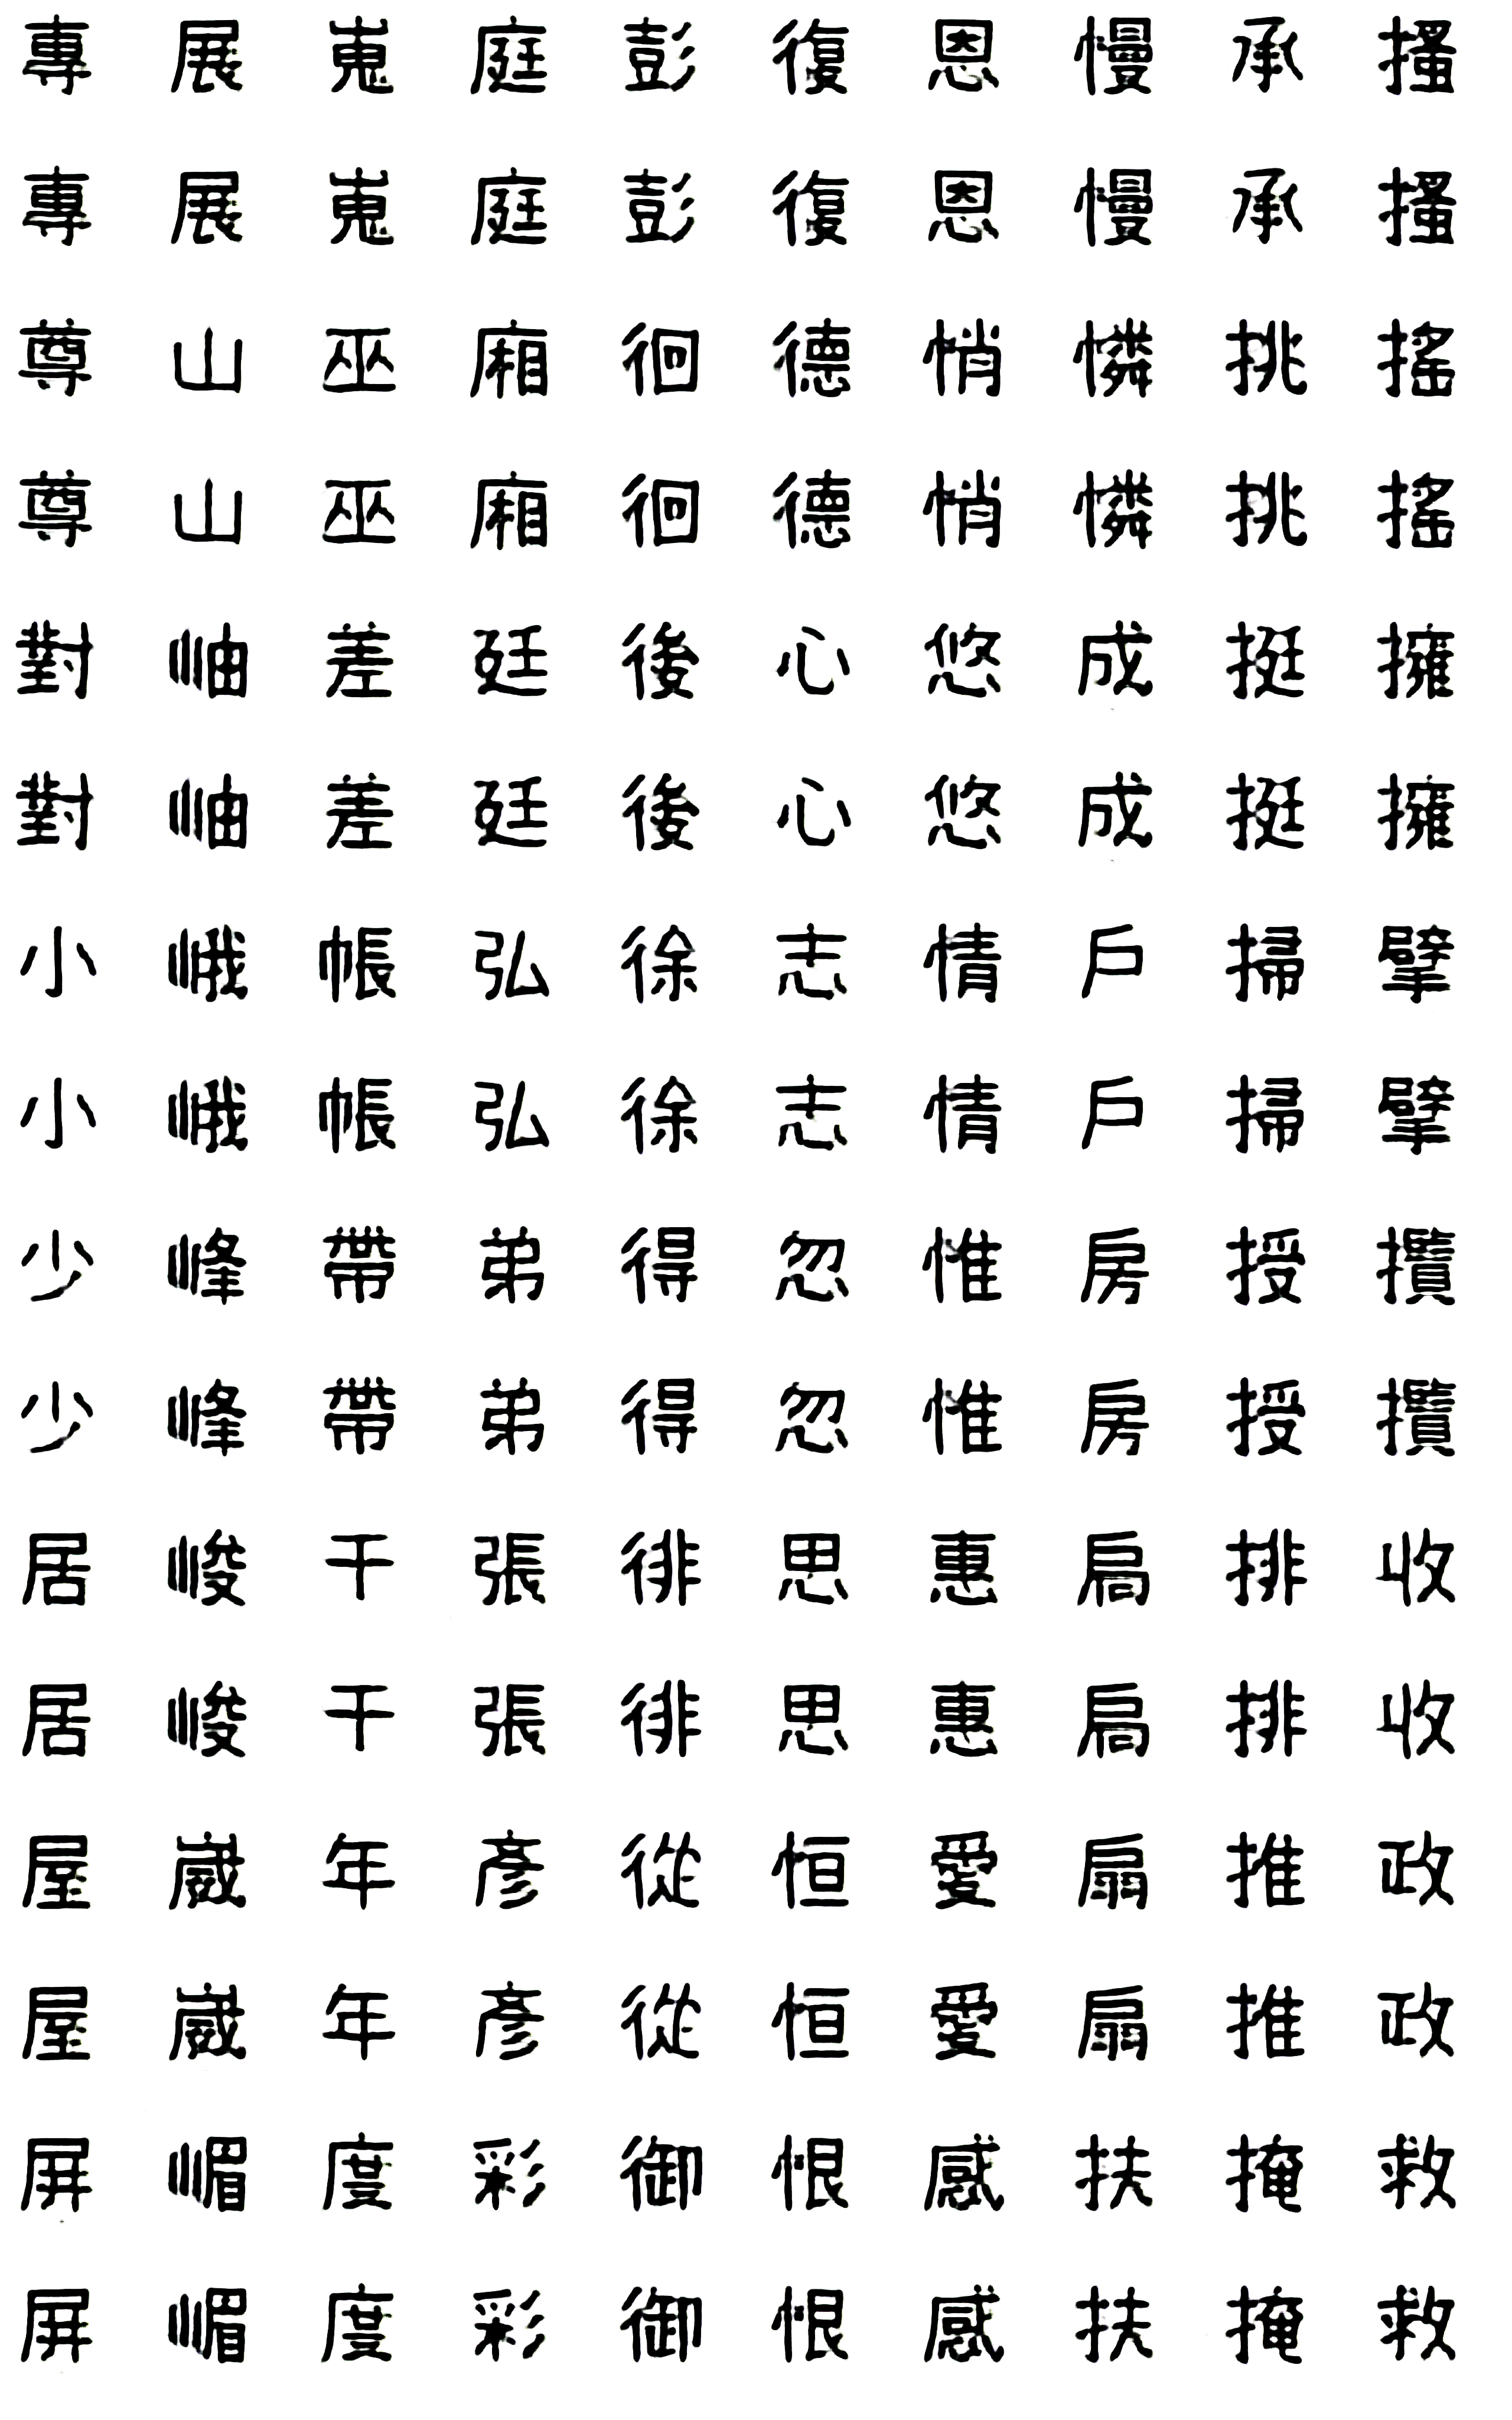 專 展 嵬 庭 彭 復 恩 慢 承 搔
專 展 嵬 庭 彭 復 恩 慢 承 搔
尊 山 巫 廂 徊 德 悄 憐 挑 搖
尊 山 巫 廂 徊 德 悄 憐 挑 搖
對 岫 差 廷 後 心 悠 成 挺 擁
對 岫 差 廷 後 心 悠 成 挺 擁
小 峨 帳 弘 徐 志 情 戶 掃 擘
小 峨 帳 弘 徐 志 情 戶 掃 擘
少 峰 帶 弟 得 忽 惟 房 授 攢
少 峰 帶 弟 得 忽 惟 房 授 攢
居 峻 干 張 徘 思 惠 扃 排 收
居 峻 干 張 徘 思 惠 扃 排 收
屋 崴 年 彥 從 恒 愛 扇 推 政
屋 崴 年 彥 從 恒 愛 扇 推 政
屏 嵋 度 彩 御 恨 感 扶 掩 救
屏 嵋 度 彩 御 恨 感 扶 掩 救